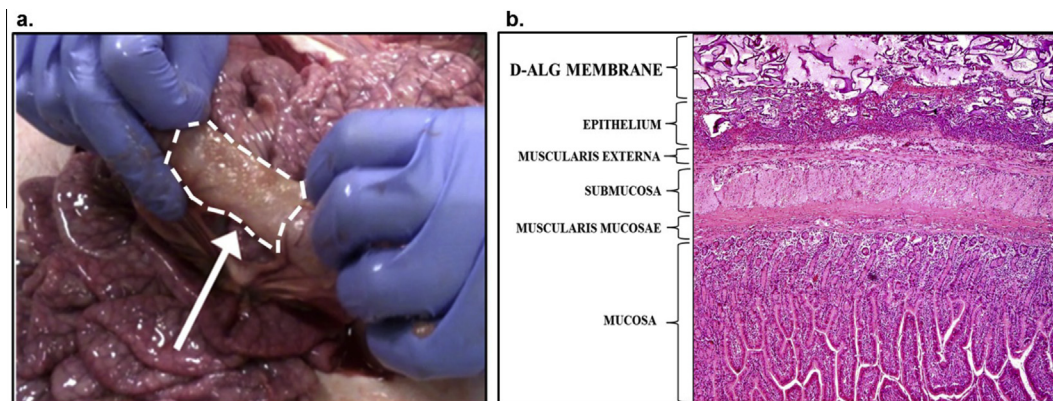 a.
b.
D-ALG MEMBRANE
EPITHELIUM
MUSCULARIS EXTERNA
SUBMUCOSA
MUSCULARIS MUCOSAE
MUCOSA